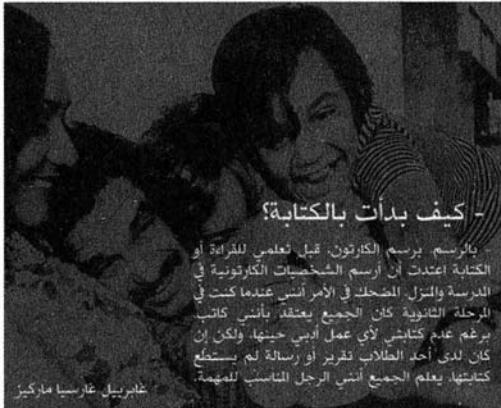 - كيف بدأت بالكتابة؟
- بالرسم. برسم الكارتون، قبل تعلمي للقراءة أو
الكتابة اعتدت أن أرسم الشخصيات الكارتونية في
المدرسة والمنزل. المضحك في الأمر أنني عندما كنت في
المرحلة الثانوية كان الجميع يعتقد بأنني كاتب.
برغم عدم كتابتي لأي عمل أدبي حينها، ولكن إن
كان لدى أحد الطلاب تقرير أو رسالة لم يستطع
كتابتها، يعلم الجميع أنني الرجل المناسب للمهمة.
غابرييل غارسيا ماركيز